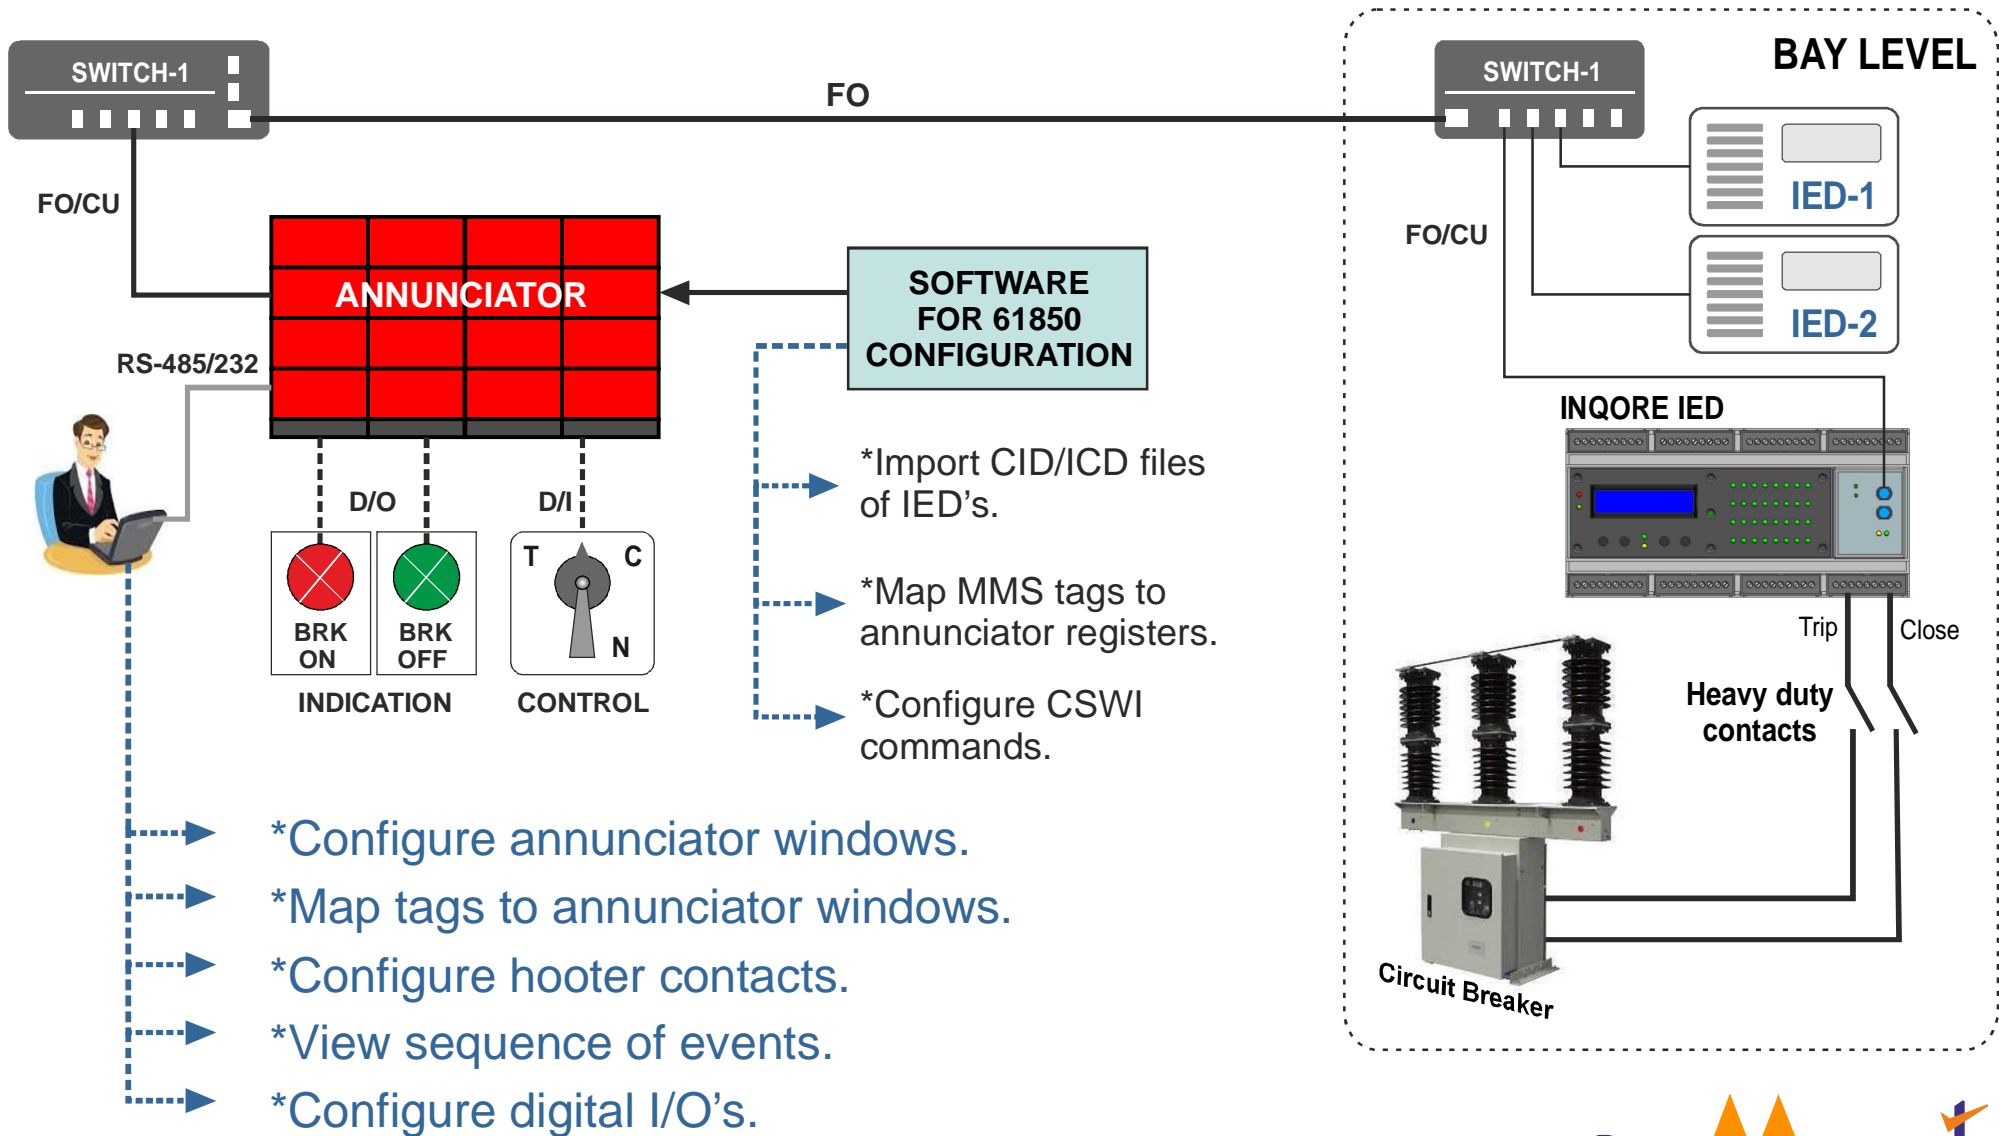 BAY LEVEL
SWITCH-1
SWITCH-1
FO
IED-1
FO/CU
FO/CU
IED-2
ANNUNCIATOR
SOFTWARE
FOR 61850
CONFIGURATION
RS-485/232
INQORE IED
*Import CID/ICD files
of IED's.
D/O
D/I
T
C
N
BRK
ON
BRK
OFF
INDICATION
CONTROL
*Map MMS tags to
annunciator registers.
*Configure CSWI
commands.
Trip
Close
Heavy duty
contacts
Circuit Breaker
*Configure annunciator windows.
*Map tags to annunciator windows.
*Configure hooter contacts.
*View sequence of events.
*Configure digital I/O's.